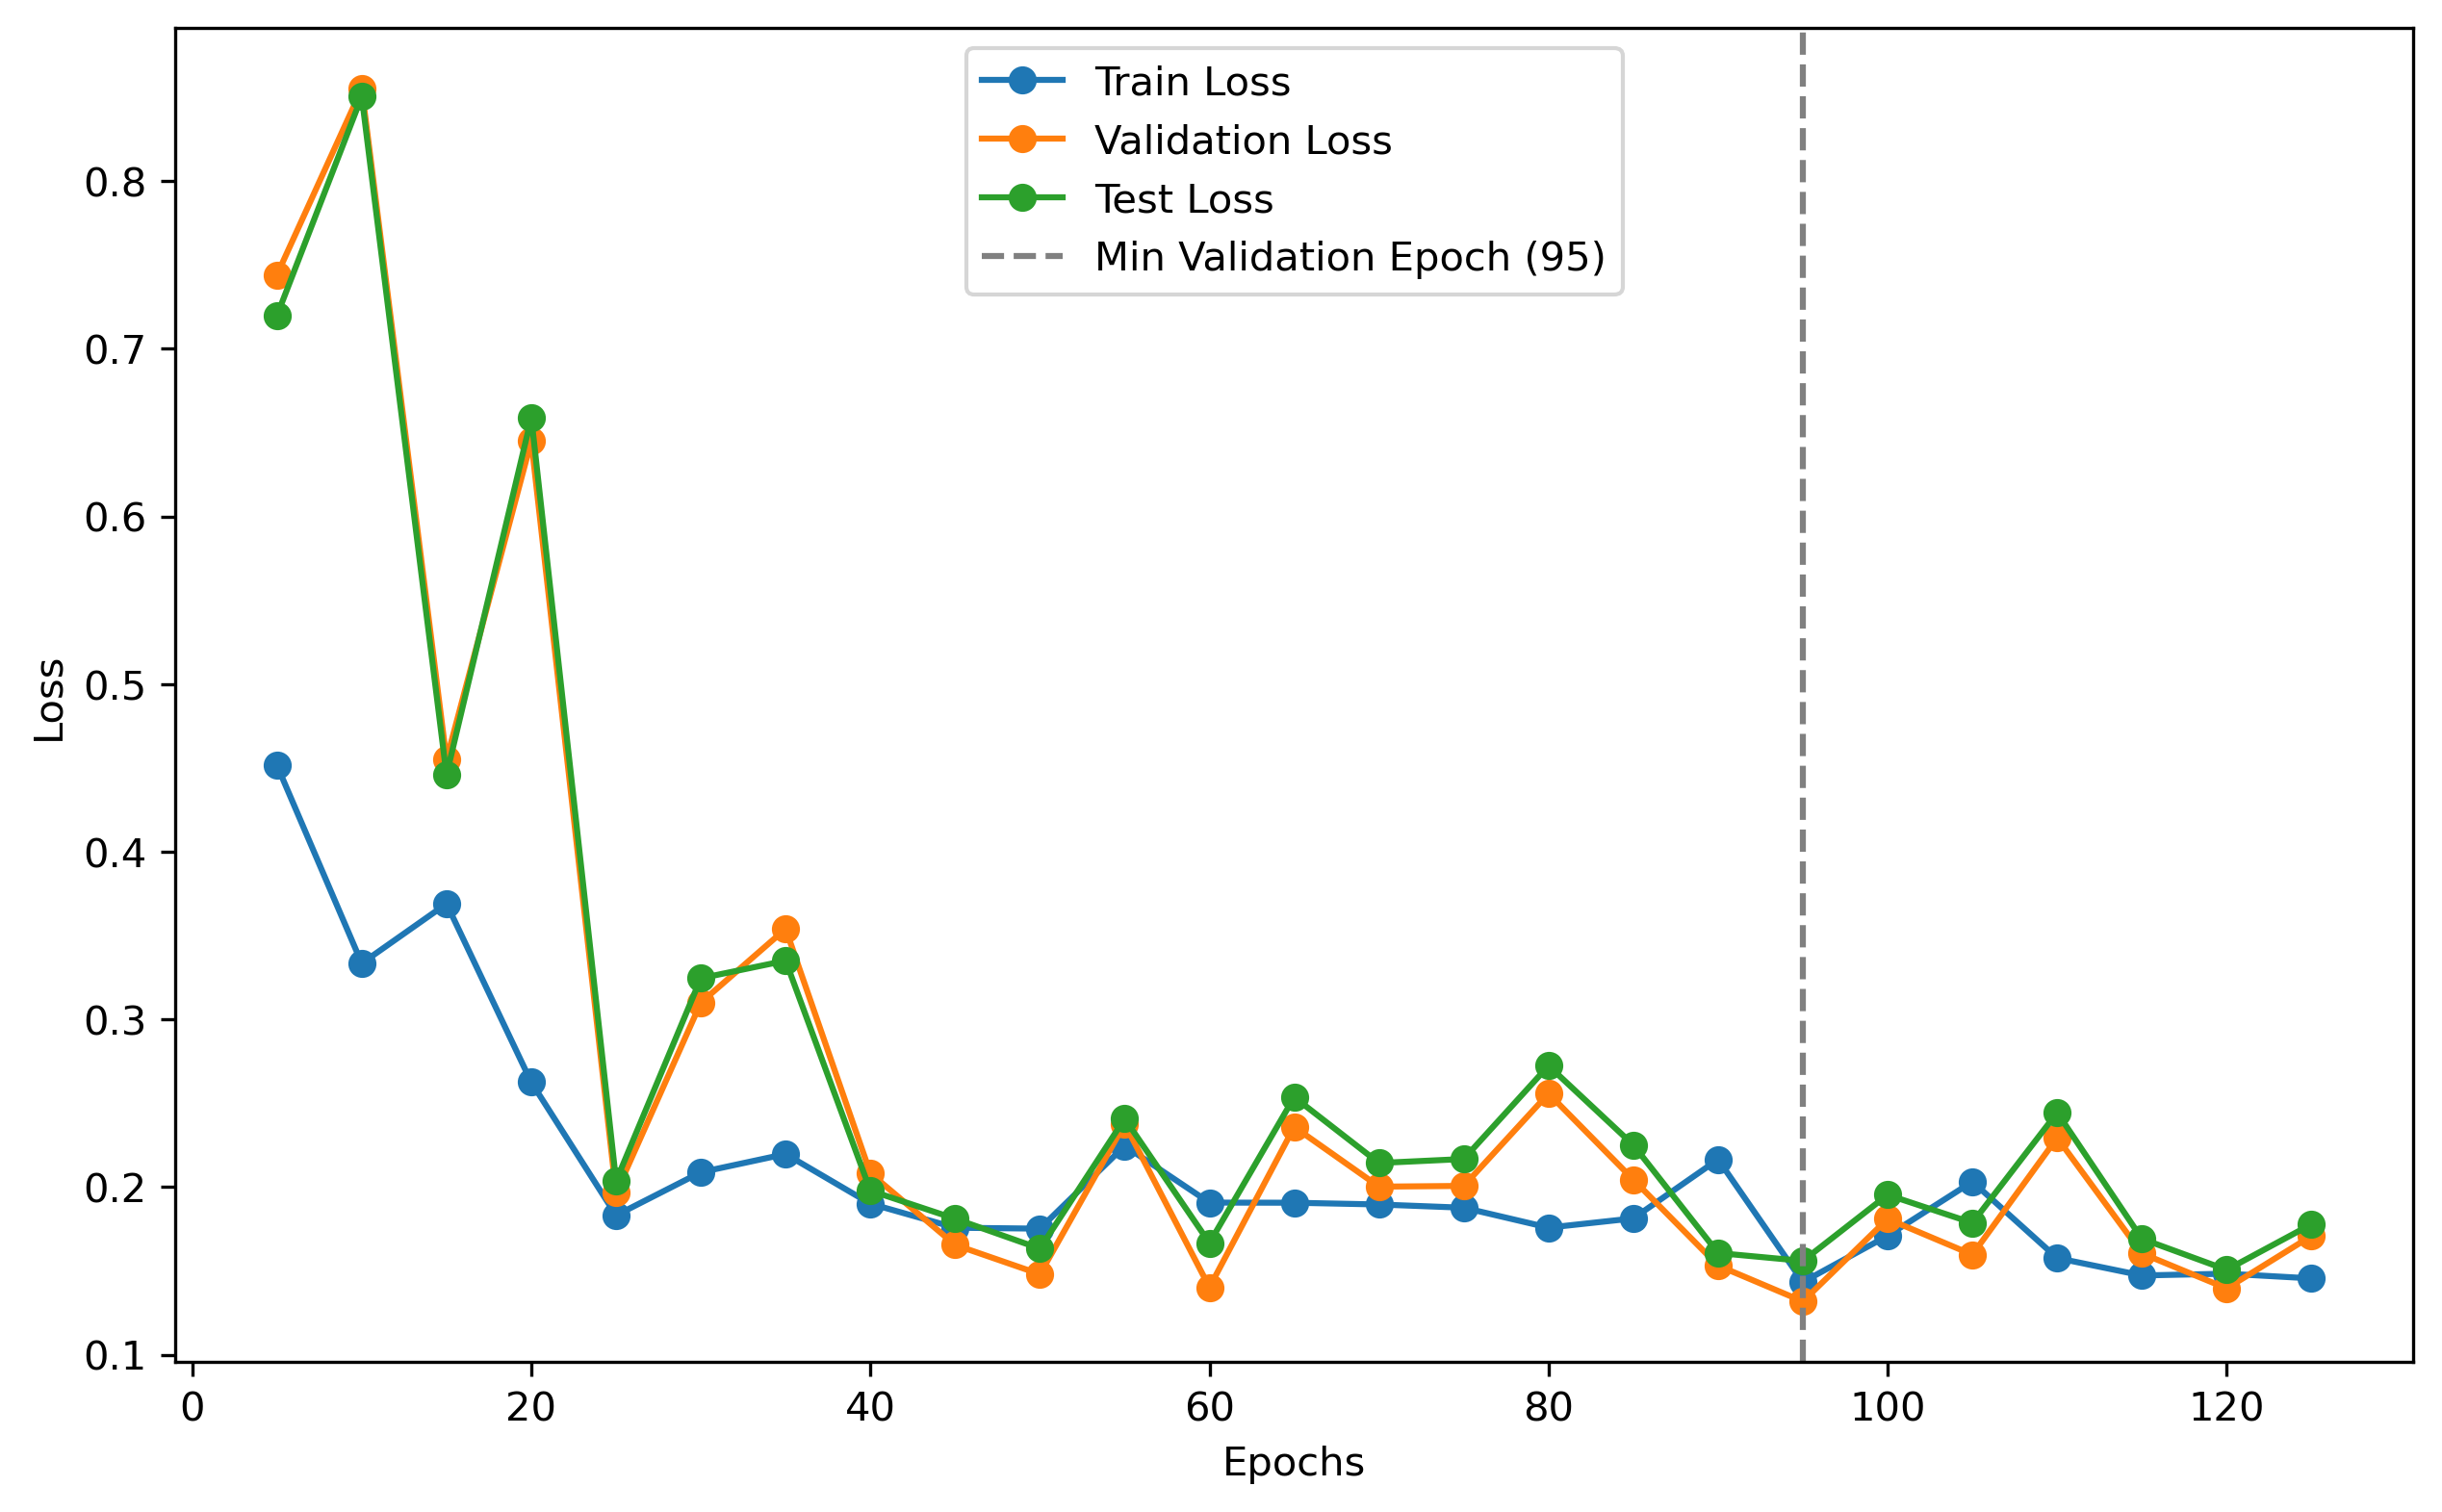 Train Loss
Validation Loss
Test Loss
Min Validation Epoch (95)
0.8
0.7
0.6
0.5
0.4
0.3
0.2
0.1
Loss
0 20 40 60 80 100 120
Epochs